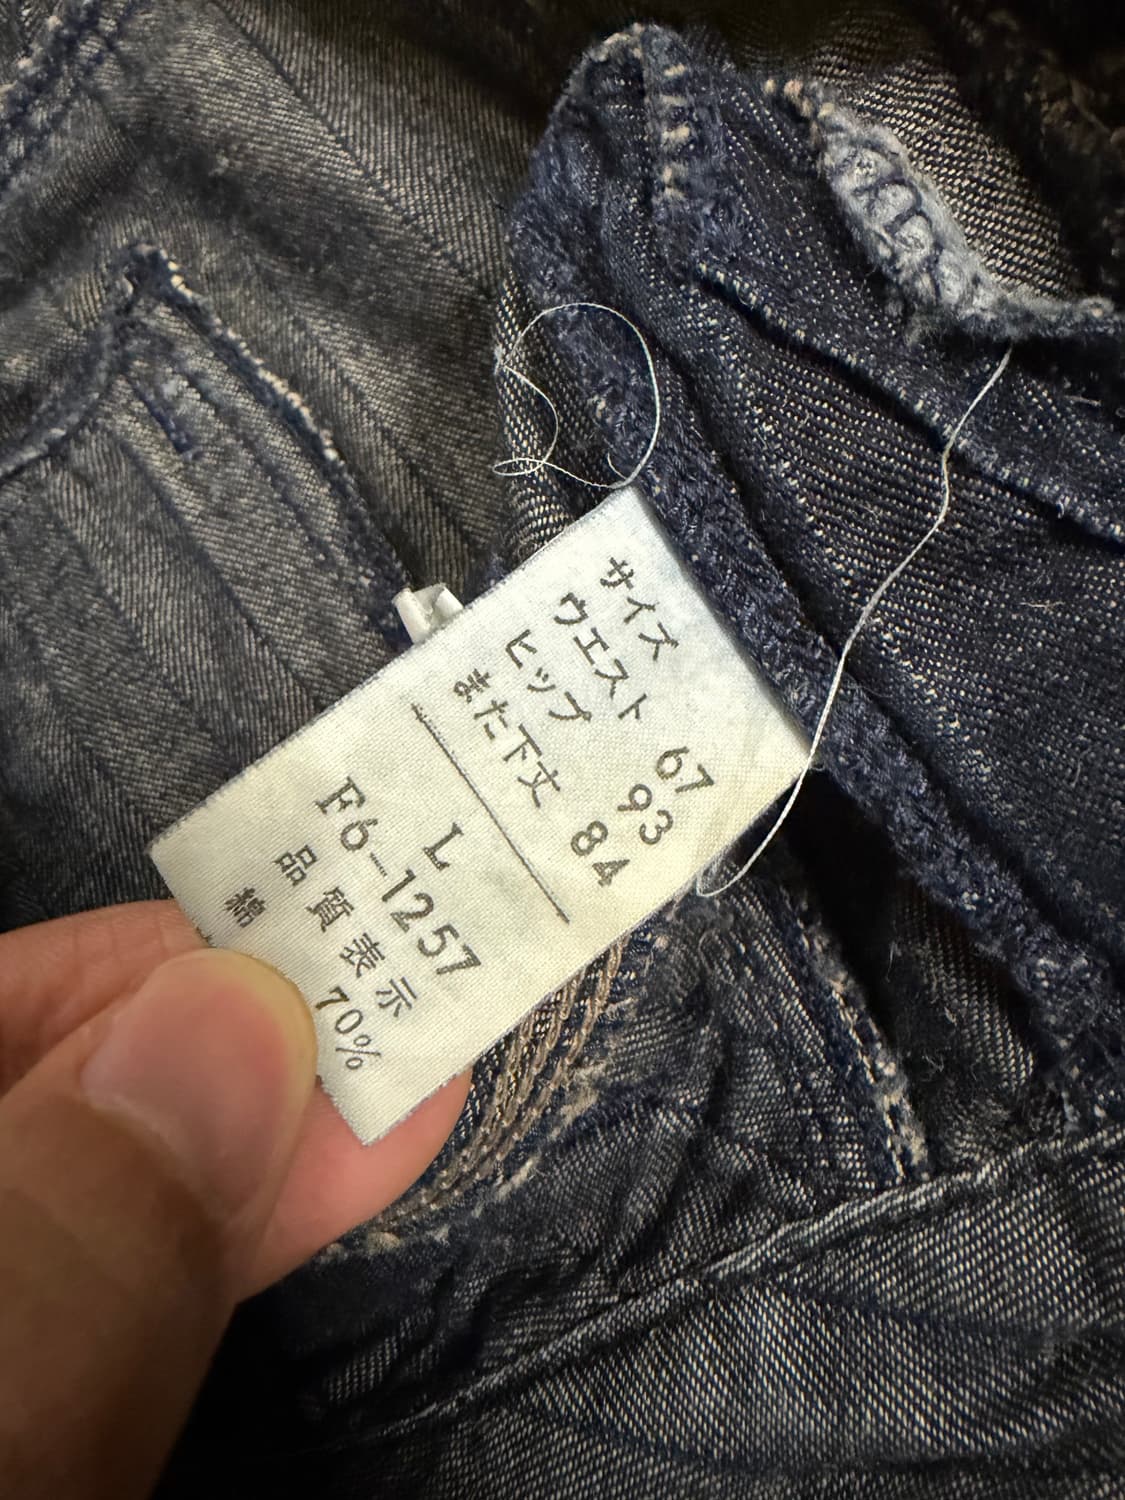 サイズ
ウエスト 67
ヒップ 93
また下丈 84
L
F6-1257
品質表示
綿 70%